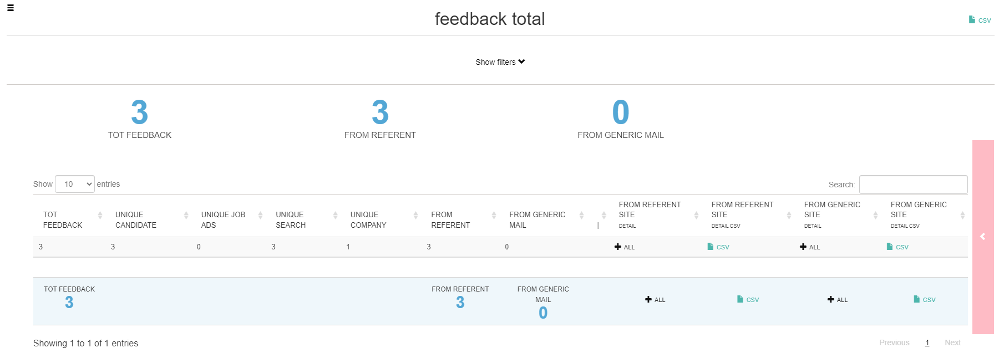 feedback total
CSV
Show filters
3 3 0
TOT FEEDBACK FROM REFERENT FROM GENERIC MAIL
Show 10 entries Search:
TOT FEEDBACK UNIQUE CANDIDATE UNIQUE JOB ADS UNIQUE SEARCH UNIQUE COMPANY FROM REFERENT FROM GENERIC MAIL | FROM REFERENT SITE DETAIL FROM REFERENT SITE DETAIL CSV FROM GENERIC SITE DETAIL FROM GENERIC SITE DETAIL CSV
3 3 0 3 1 3 0 ALL CSV ALL CSV
TOT FEEDBACK 3 FROM REFERENT 3 FROM GENERIC MAIL 0 ALL CSV ALL CSV
Showing 1 to 1 of 1 entries Previous 1 Next